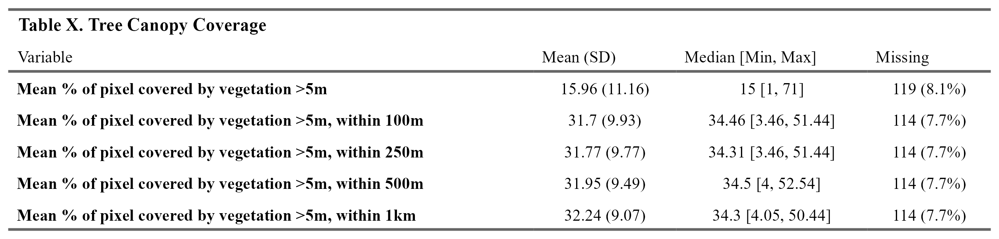 Table X. Tree Canopy Coverage
Variable Mean (SD) Median [Min, Max] Missing
Mean % of pixel covered by vegetation >5m 15.96 (11.16) 15 [1, 71] 119 (8.1%)
Mean % of pixel covered by vegetation >5m, within 100m 31.7 (9.93) 34.46 [3.46, 51.44] 114 (7.7%)
Mean % of pixel covered by vegetation >5m, within 250m 31.77 (9.77) 34.31 [3.46, 51.44] 114 (7.7%)
Mean % of pixel covered by vegetation >5m, within 500m 31.95 (9.49) 34.5 [4, 52.54] 114 (7.7%)
Mean % of pixel covered by vegetation >5m, within 1km 32.24 (9.07) 34.3 [4.05, 50.44] 114 (7.7%)